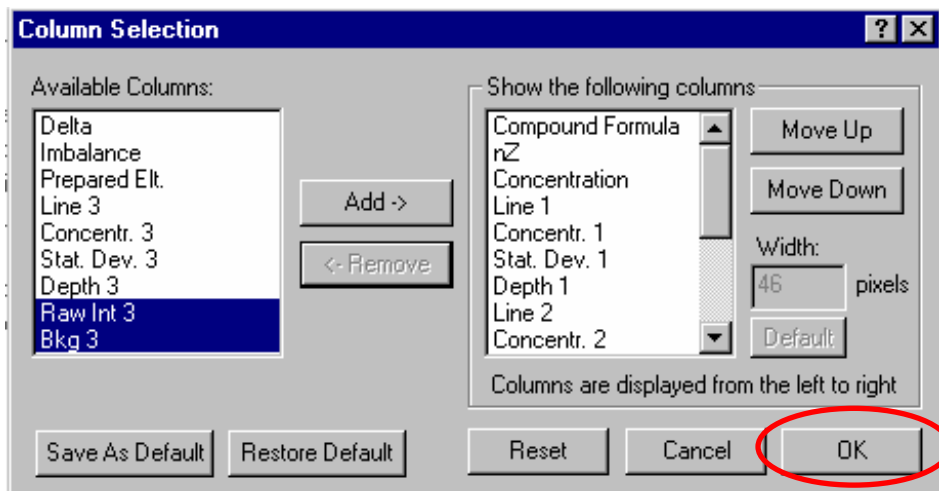 Column Selection
Available Columns:
Delta
Imbalance
Prepared Elt.
Line 3
Concentr. 3
Stat. Dev. 3
Depth 3
Raw Int 3
Bkg 3
Add ->
<- Remove
Show the following columns
Compound Formula
nZ
Concentration
Line 1
Concentr. 1
Stat. Dev. 1
Depth 1
Line 2
Concentr. 2
Move Up
Move Down
Width:
46 pixels
Default
Columns are displayed from the left to right
Save As Default
Restore Default
Reset
Cancel
OK